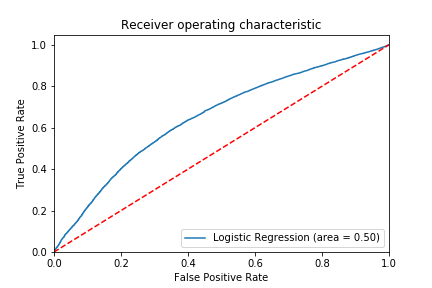 Receiver operating characteristic
True Positive Rate
1.0
0.8
0.6
0.4
0.2
0.0
Logistic Regression (area = 0.50)
0.0 0.2 0.4 0.6 0.8 1.0
False Positive Rate